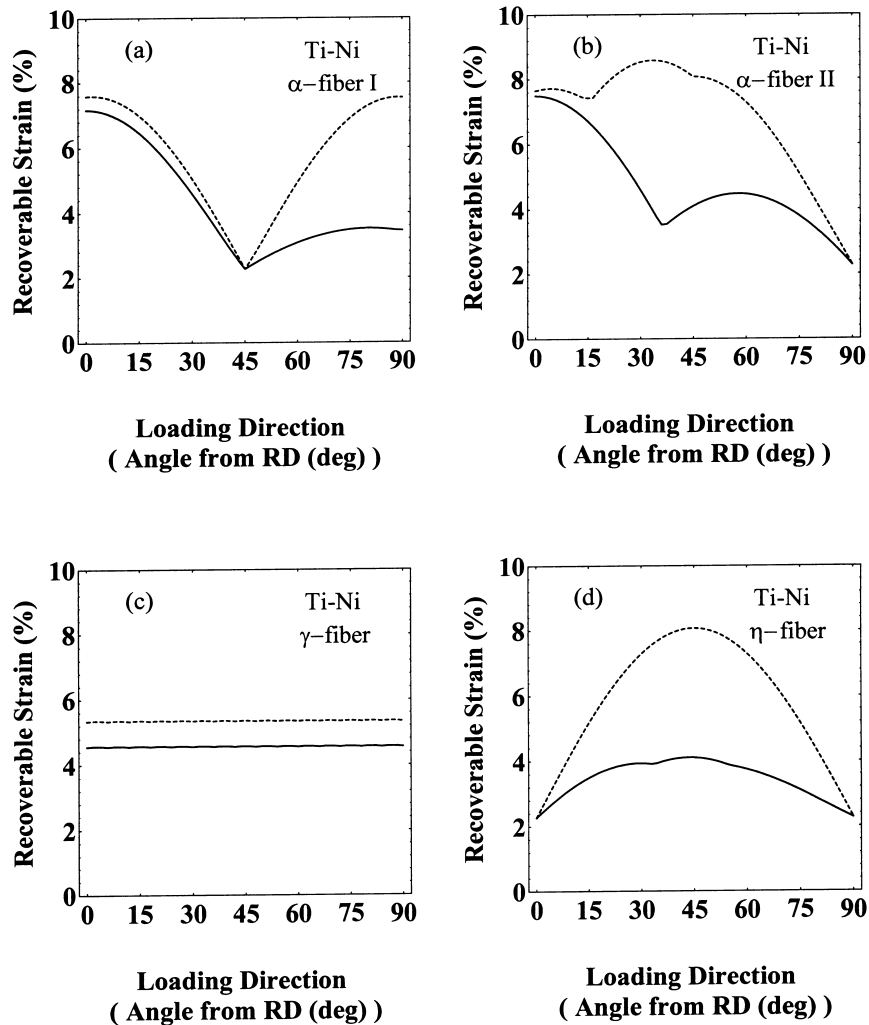 (a)
Ti-Ni
α−fiber I
Recoverable Strain (%)
10
8
6
4
2
0
0 15 30 45 60 75 90
Loading Direction
( Angle from RD (deg) )
(b)
Ti-Ni
α−fiber II
Recoverable Strain (%)
10
8
6
4
2
0
0 15 30 45 60 75 90
Loading Direction
( Angle from RD (deg) )
(c)
Ti-Ni
γ−fiber
Recoverable Strain (%)
10
8
6
4
2
0
0 15 30 45 60 75 90
Loading Direction
( Angle from RD (deg) )
(d)
Ti-Ni
η−fiber
Recoverable Strain (%)
10
8
6
4
2
0
0 15 30 45 60 75 90
Loading Direction
( Angle from RD (deg) )